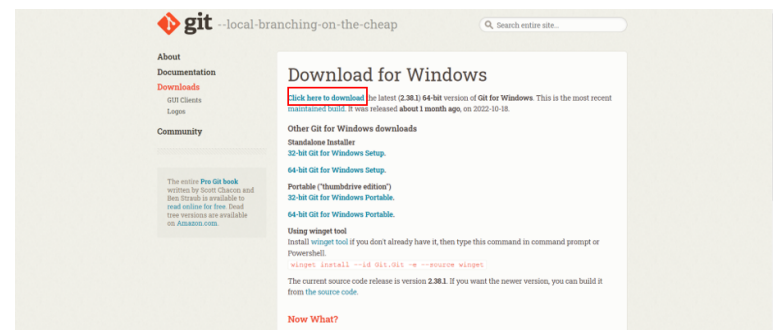 git --local-branching-on-the-cheap
Search entire site...
About
Documentation
Downloads
GUI Clients
Logos
Community
The entire Pro Git book
written by Scott Chacon and
Ben Straub is available to
read online for free. Dead
tree versions are available
on Amazon.com.
Download for Windows
Click here to download the latest (2.38.1) 64-bit version of Git for Windows. This is the most recent
maintained build. It was released about 1 month ago, on 2022-10-18.
Other Git for Windows downloads
Standalone Installer
32-bit Git for Windows Setup.
64-bit Git for Windows Setup.
Portable ("thumbdrive edition")
32-bit Git for Windows Portable.
64-bit Git for Windows Portable.
Using winget tool
Install winget tool if you don't already have it, then type this command in command prompt or
Powershell.
winget install --id Git.Git -e --source winget
The current source code release is version 2.38.1. If you want the newer version, you can build it
from the source code.
Now What?